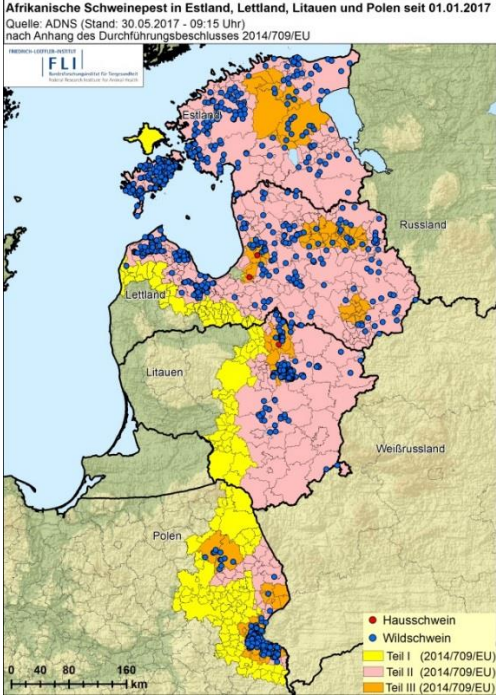 Afrikanische Schweinepest in Estland, Lettland, Litauen und Polen seit 01.01.2017
Quelle: ADNS (Stand: 30.05.2017 - 09:15 Uhr)
nach Anhang des Durchführungsbeschlusses 2014/709/EU
FRIEDRICH-LOEFFLER-INSTITUT
FLI
Bundesforschungsinstitut für Tiergesundheit
Federal Research Institute for Animal Health
Estland
Russland
Lettland
Litauen
Weißrussland
Polen
Hausschwein
Wildschwein
Teil I (2014/709/EU)
Teil II (2014/709/EU)
Teil III (2014/709/EU)
0 40 80 160
km